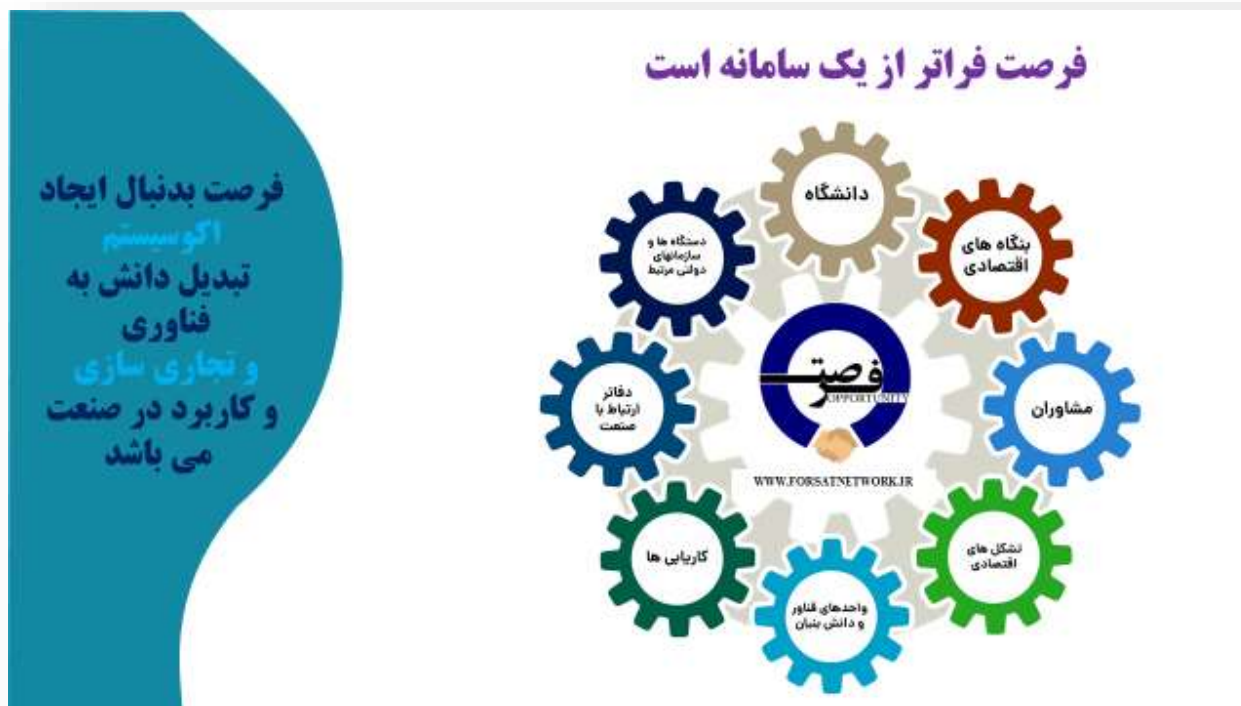 فرصت فراتر از یک سامانه است
فرصت بدنبال ایجاد
اکوسیستم
تبدیل دانش به
فناوری
و تجاری سازی
و کاربرد در صنعت
می باشد
دانشگاه
بنگاه های
اقتصادی
مشاوران
تشکل های
اقتصادی
واحدهای فناور
و دانش بنیان
کاریابی ها
دفاتر
ارتباط با
صنعت
دستگاه ها و
سازمانهای
دولتی مرتبط
فرصت
OPPORTUNITY
WWW.FORSATNETWORK.IR